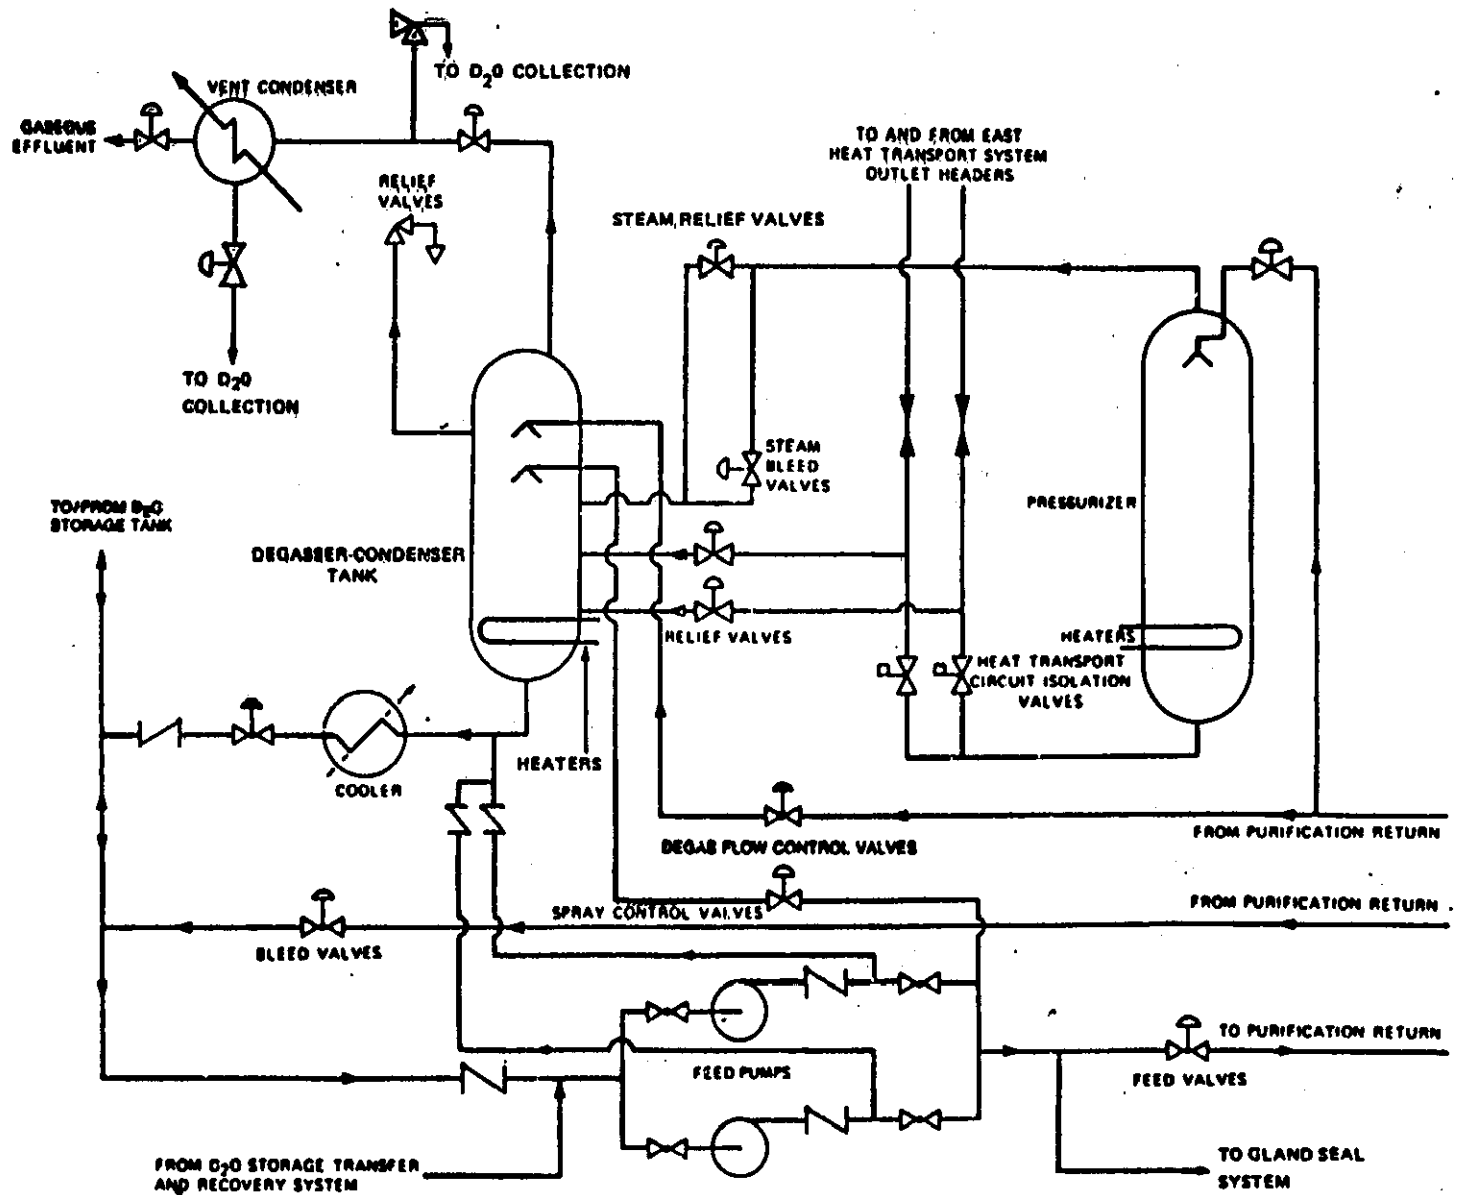 TO D2O COLLECTION
VENT CONDENSER
GASEOUS
EFFLUENT
TO AND FROM EAST
HEAT TRANSPORT SYSTEM
OUTLET HEADERS
RELIEF
VALVES
STEAM RELIEF VALVES
TO D2O
COLLECTION
STEAM
BLEED
VALVES
PRESSURIZER
TO/FROM D2O
STORAGE TANK
DEGASSER-CONDENSER
TANK
RELIEF VALVES
HEATERS
HEAT TRANSPORT
CIRCUIT ISOLATION
VALVES
HEATERS
COOLER
FROM PURIFICATION RETURN
DEGAS FLOW CONTROL VALVES
FROM PURIFICATION RETURN
SPRAY CONTROL VALVES
BLEED VALVES
TO PURIFICATION RETURN
FEED PUMPS
FEED VALVES
FROM D2O STORAGE TRANSFER
AND RECOVERY SYSTEM
TO GLAND SEAL
SYSTEM